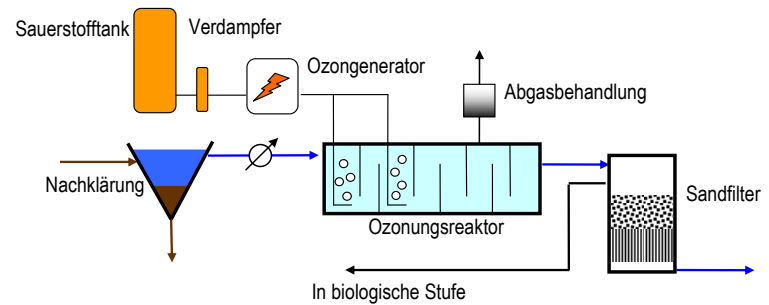 Sauerstofftank
Verdampfer
Ozongenerator
Abgasbehandlung
Nachklärung
Ozonungsreaktor
Sandfilter
In biologische Stufe